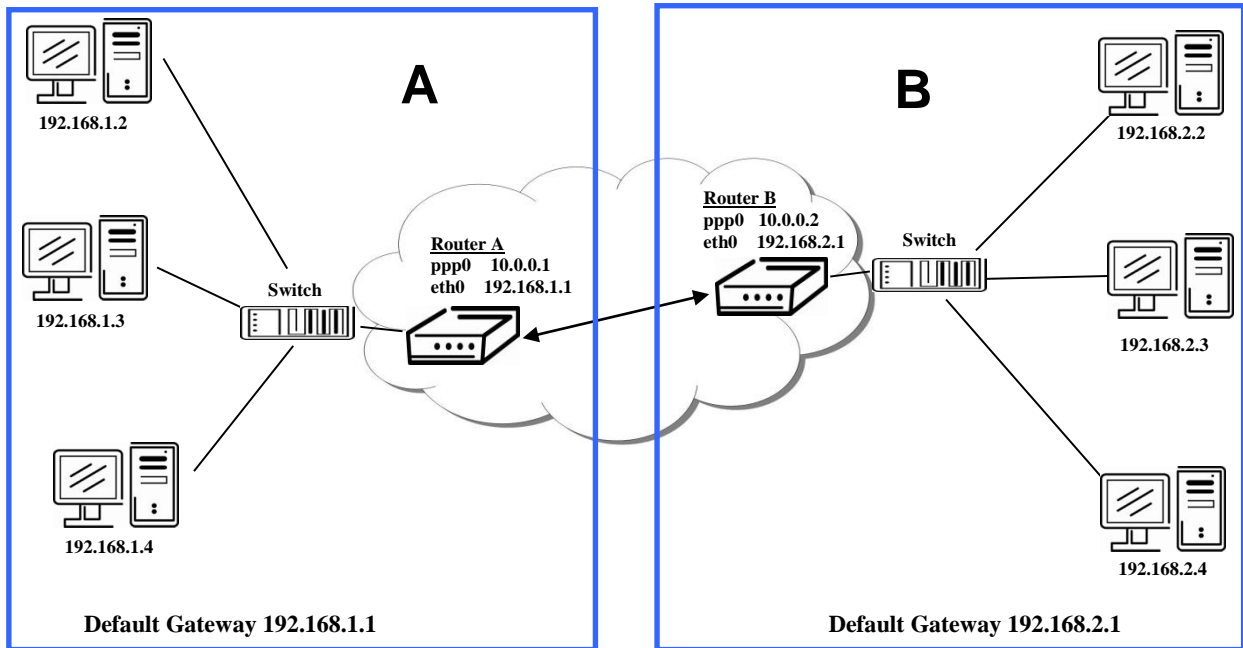 A
192.168.1.2
192.168.1.3
192.168.1.4
Switch
Router A
ppp0 10.0.0.1
eth0 192.168.1.1
Default Gateway 192.168.1.1
B
Router B
ppp0 10.0.0.2
eth0 192.168.2.1
Switch
192.168.2.2
192.168.2.3
192.168.2.4
Default Gateway 192.168.2.1